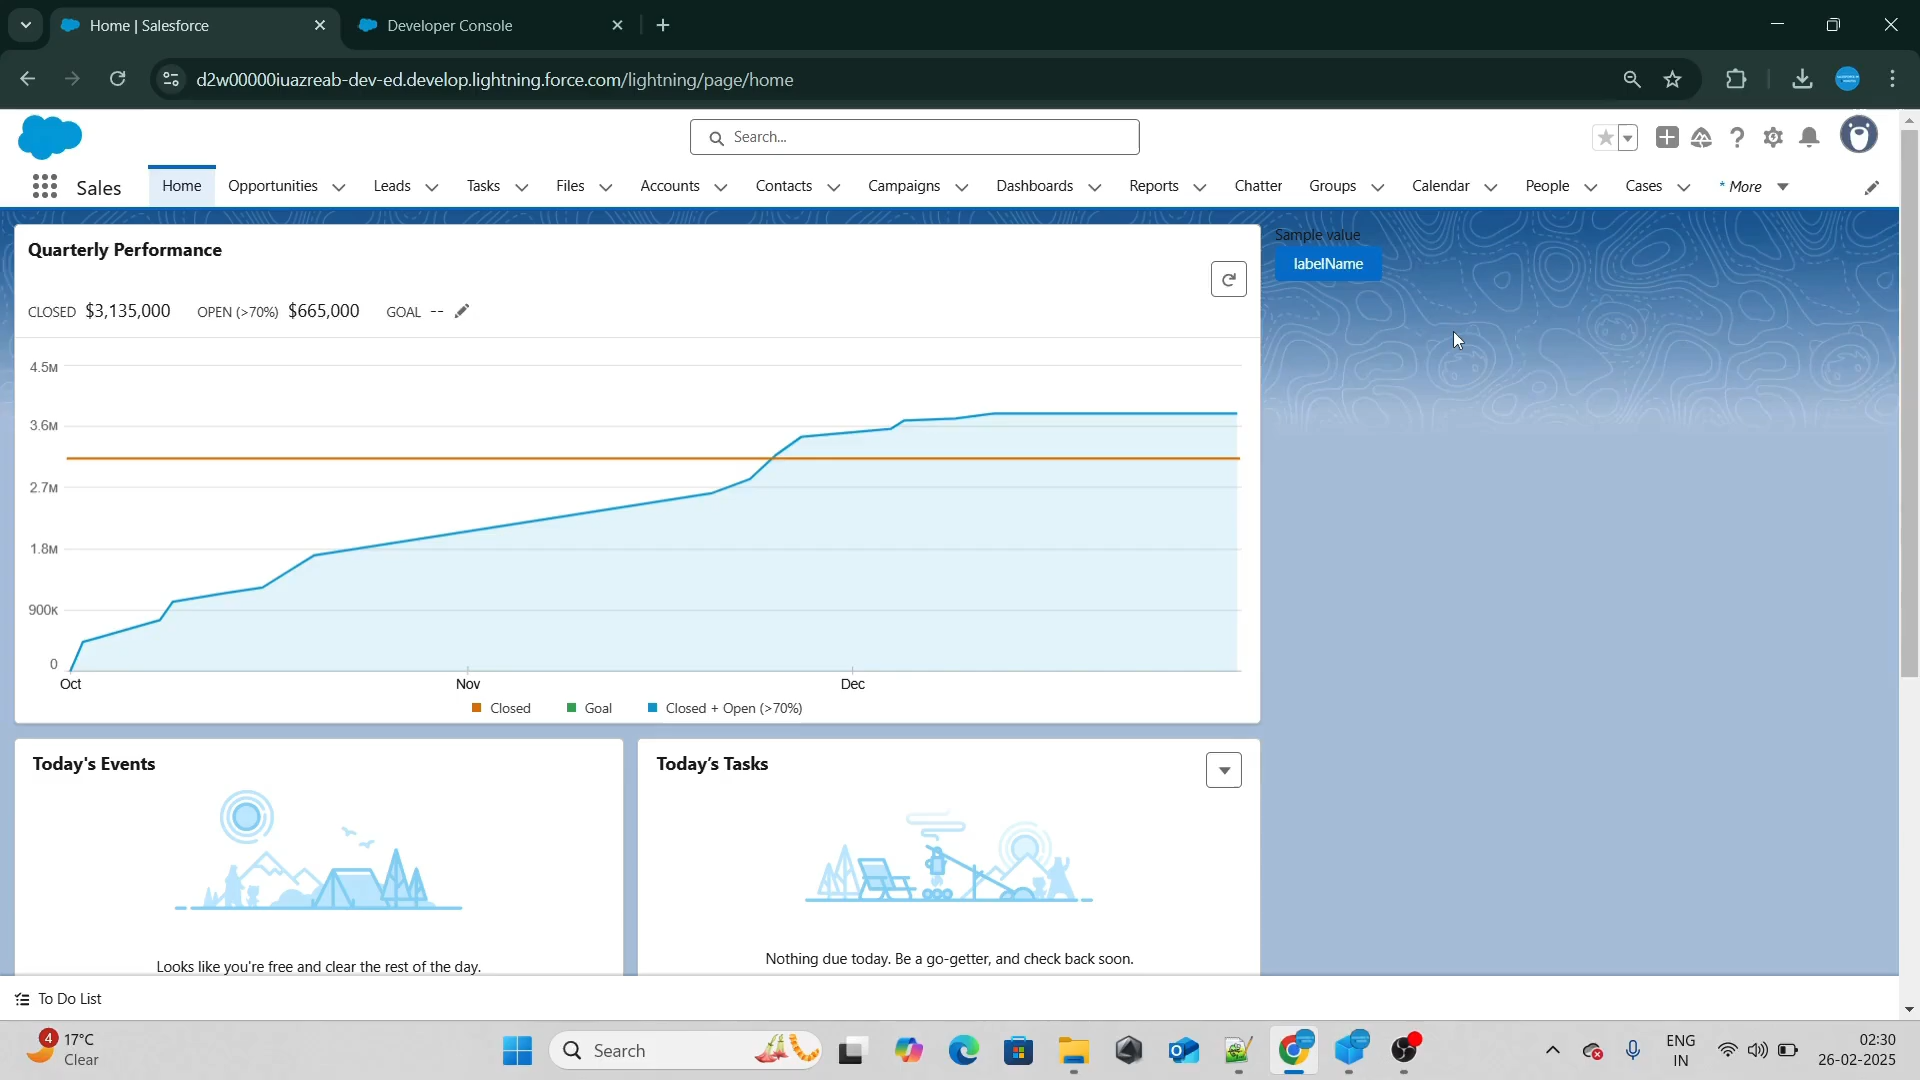 Home | Salesforce
Developer Console
d2w00000iuazreab-dev-ed.develop.lightning.force.com/lightning/page/home
Search...
Sales
Home
Opportunities
Leads
Tasks
Files
Accounts
Contacts
Campaigns
Dashboards
Reports
Chatter
Groups
Calendar
People
Cases
* More
Quarterly Performance
CLOSED $3,135,000 OPEN (>70%) $665,000 GOAL --
Sample value
labelName
4.5M
3.6M
2.7M
1.8M
900K
0
Oct
Nov
Dec
Closed
Goal
Closed + Open (>70%)
Today's Events
Looks like you're free and clear the rest of the day.
Today’s Tasks
Nothing due today. Be a go-getter, and check back soon.
To Do List
4
17°C
Clear
Search
ENG
IN
02:30
26-02-2025